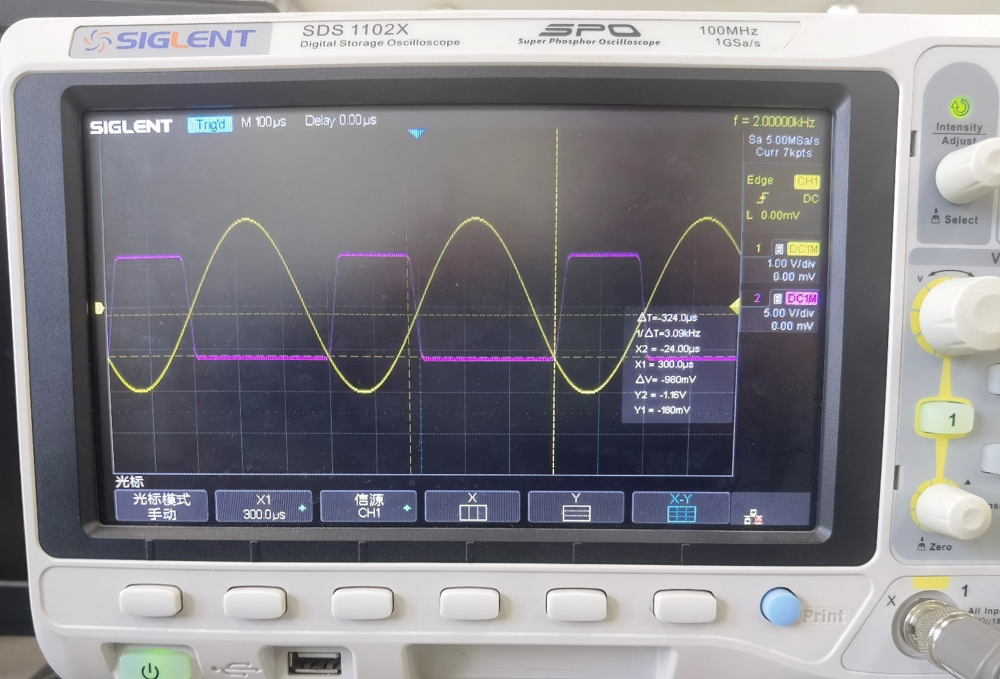 SIGLENT
SDS 1102X
Digital Storage Oscilloscope
SPO
Super Phosphor Oscilloscope
100MHz
1GSa/s
SIGLENT
Trig'd
M 100µs
Delay 0.00µs
f = 2.00000kHz
Sa 5.00MSa/s
Curr 7kpts
Edge CH1
DC
L 0.00mV
1 B DC1M
1.00 V/div
0.00 mV
2 B DC1M
5.00 V/div
0.00 mV
△T=-324.0µs
1/△T=3.09kHz
X2 = -24.00µs
X1 = 300.0µs
△V= -980mV
Y2 = -1.16V
Y1 = -180mV
光标
光标模式
手动
X1
300.0µs
信源
CH1
X
Y
X-Y
Intensity
Adjust
Select
V
1
Zero
Print
X
1
All Inp